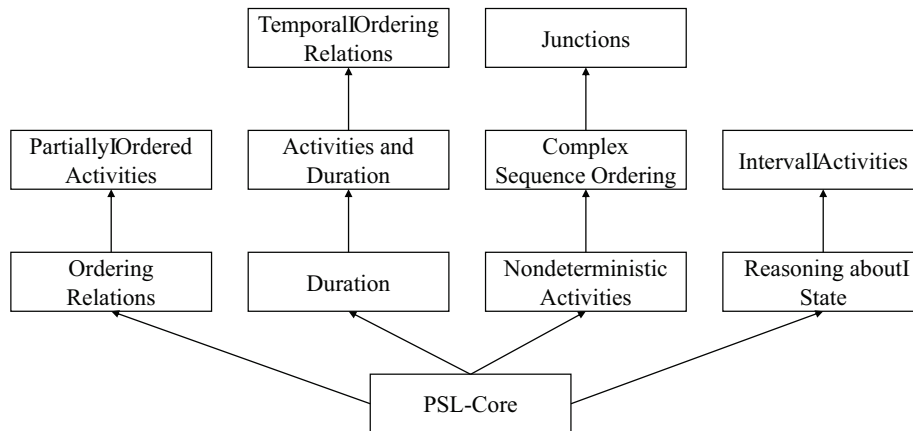 TemporalIOrdering
Relations
Junctions
PartiallyIOrdered
Activities
Activities and
Duration
Complex
Sequence Ordering
IntervalIActivities
Ordering
Relations
Duration
Nondeterministic
Activities
Reasoning aboutI
State
PSL-Core